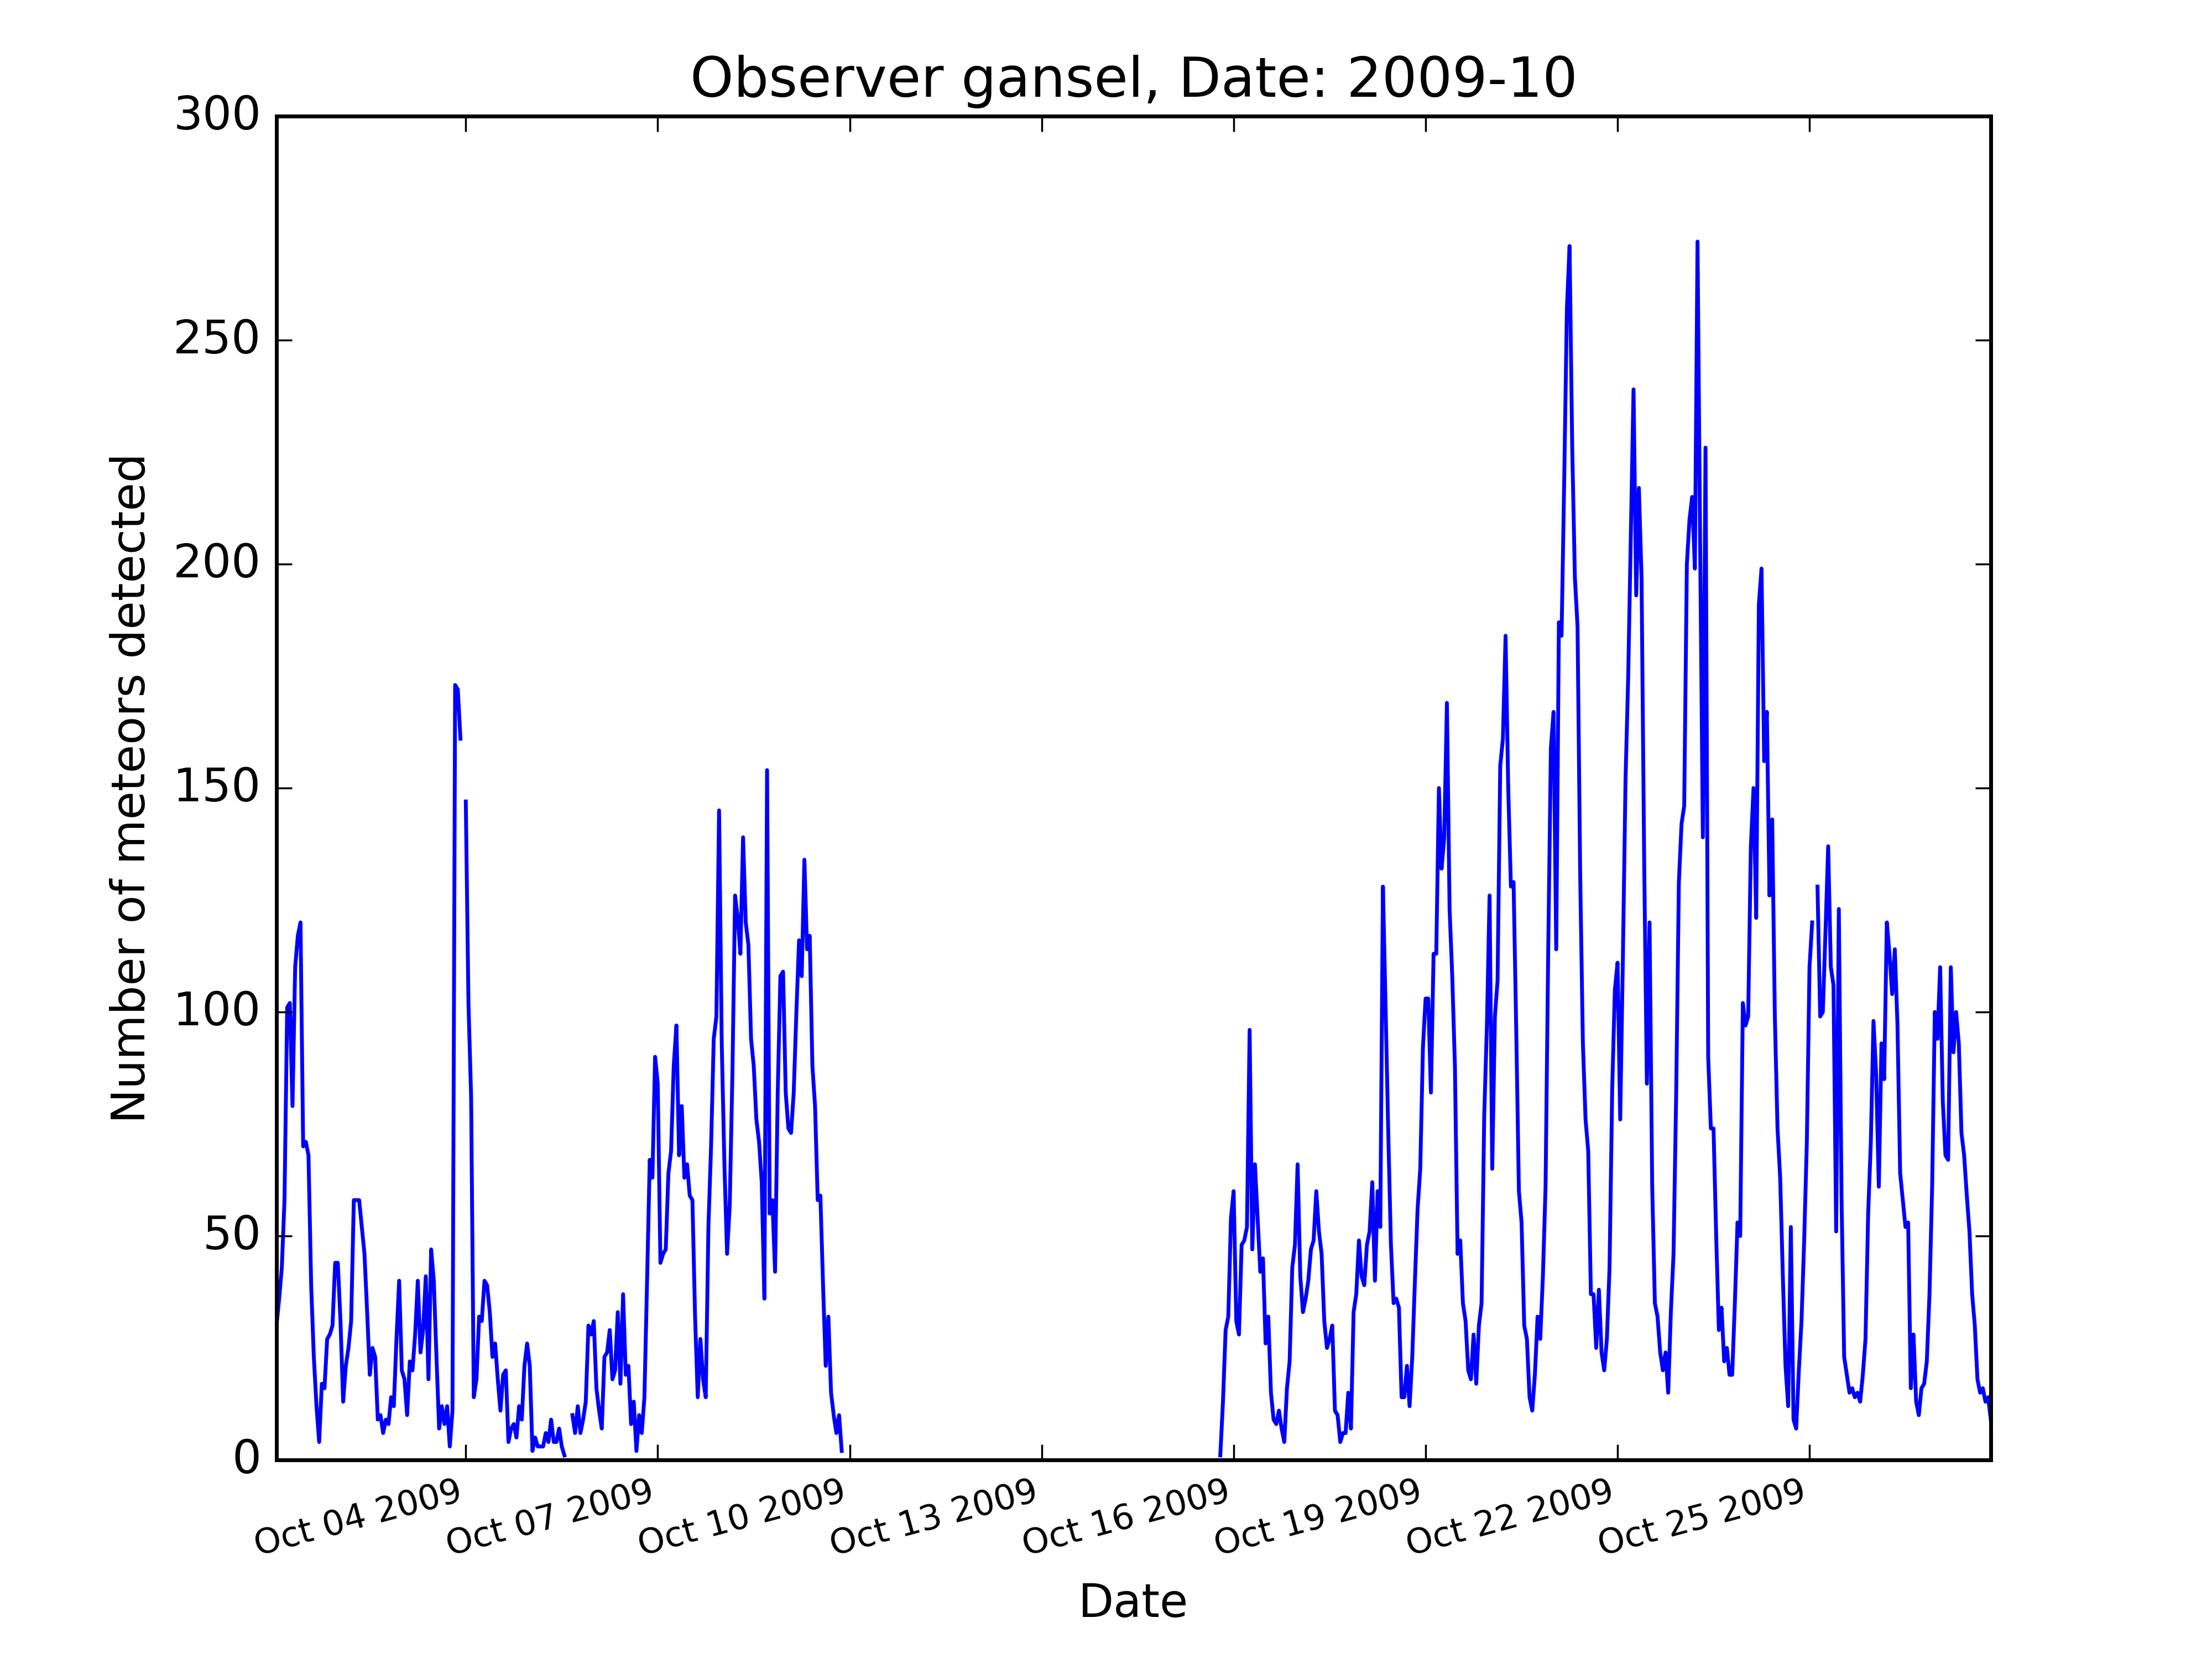 Observer gansel, Date: 2009-10
300
250
200
150
100
50
0
Number of meteors detected
Oct 04 2009
Oct 07 2009
Oct 10 2009
Oct 13 2009
Oct 16 2009
Oct 19 2009
Oct 22 2009
Oct 25 2009
Date